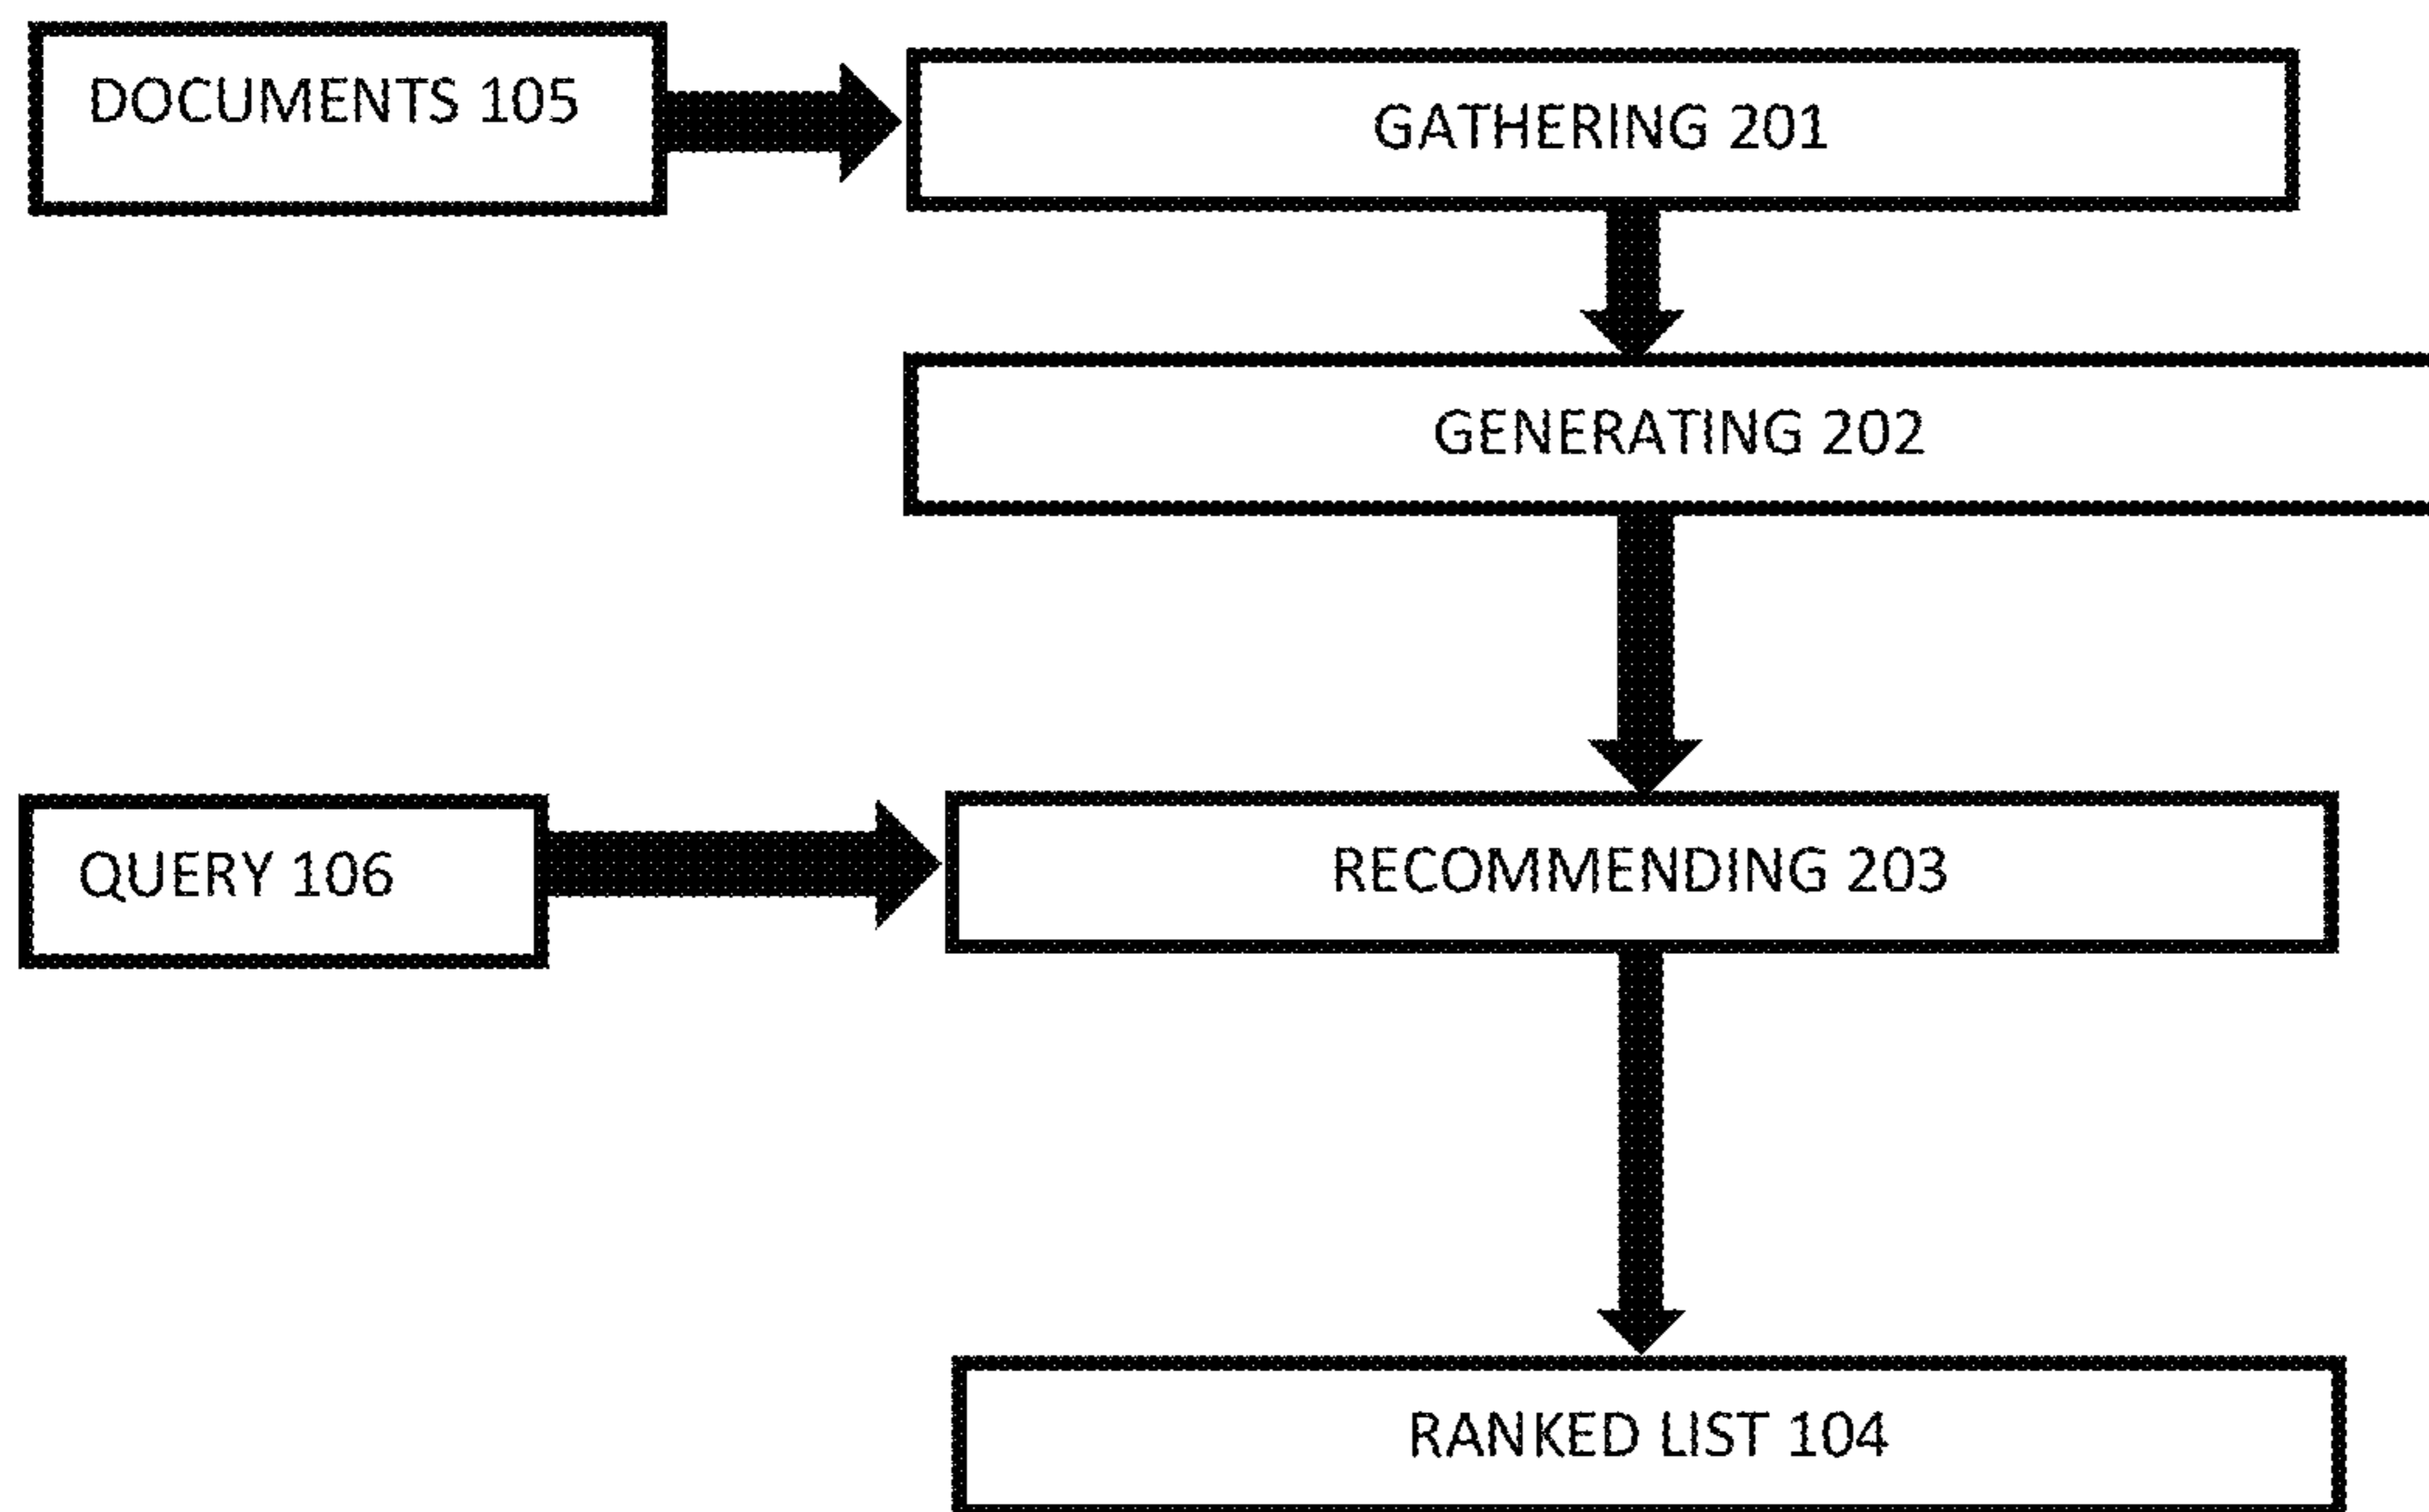 DOCUMENTS 105
GATHERING 201
GENERATING 202
QUERY 106
RECOMMENDING 203
RANKED LIST 104